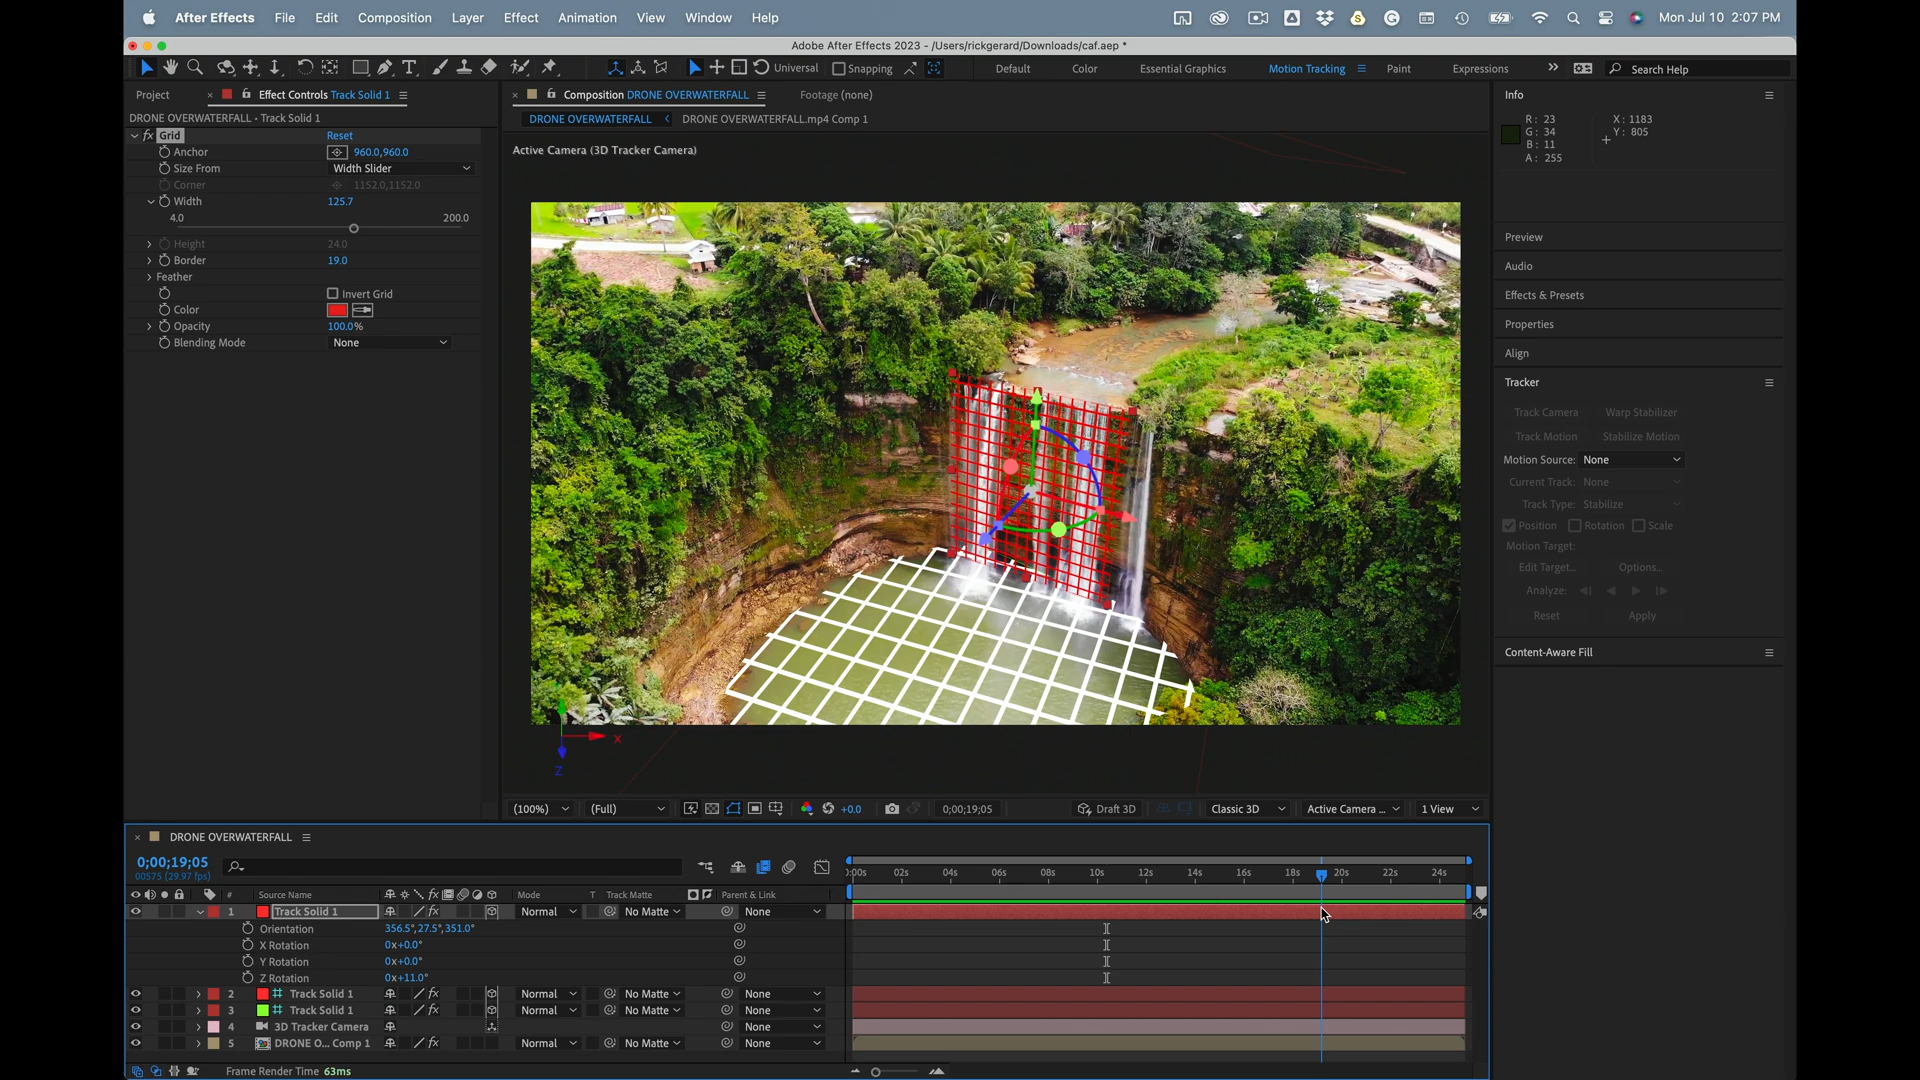 After Effects File Edit Composition Layer Effect Animation View Window Help Mon Jul 10 2:07 PM
Adobe After Effects 2023 - /Users/rickgerard/Downloads/caf.aep *
Universal Snapping Default Color Essential Graphics Motion Tracking Paint Expressions Search Help
Project Effect Controls Track Solid 1
DRONE OVERWATERFALL • Track Solid 1
fx Grid Reset
Anchor 960.0,960.0
Size From Width Slider
Corner 1152.0,1152.0
Width 125.7
4.0 200.0
Height 24.0
Border 19.0
Feather
Invert Grid
Color
Opacity 100.0%
Blending Mode None
Composition DRONE OVERWATERFALL Footage (none)
DRONE OVERWATERFALL DRONE OVERWATERFALL.mp4 Comp 1
Active Camera (3D Tracker Camera)
X
Z
(100%) (Full) +0.0 0;00;19;05 Draft 3D Classic 3D Active Camera ... 1 View
Info
R: 23 X: 1183
G: 34 Y: 805
B: 11
A: 255
Preview
Audio
Effects & Presets
Properties
Align
Tracker
Track Camera Warp Stabilizer
Track Motion Stabilize Motion
Motion Source: None
Current Track: None
Track Type: Stabilize
Position Rotation Scale
Motion Target:
Edit Target... Options...
Analyze:
Reset Apply
Content-Aware Fill
DRONE OVERWATERFALL
0;00;19;05
00575 (29.97 fps)
0:00s 02s 04s 06s 08s 10s 12s 14s 16s 18s 20s 22s 24s
# Source Name fx Mode T Track Matte Parent & Link
1 Track Solid 1 fx Normal No Matte None
Orientation 356.5°,27.5°,351.0°
X Rotation 0x+0.0°
Y Rotation 0x+0.0°
Z Rotation 0x+11.0°
2 Track Solid 1 fx Normal No Matte None
3 Track Solid 1 fx Normal No Matte None
4 3D Tracker Camera None
5 DRONE O... Comp 1 fx Normal No Matte None
Frame Render Time 63ms